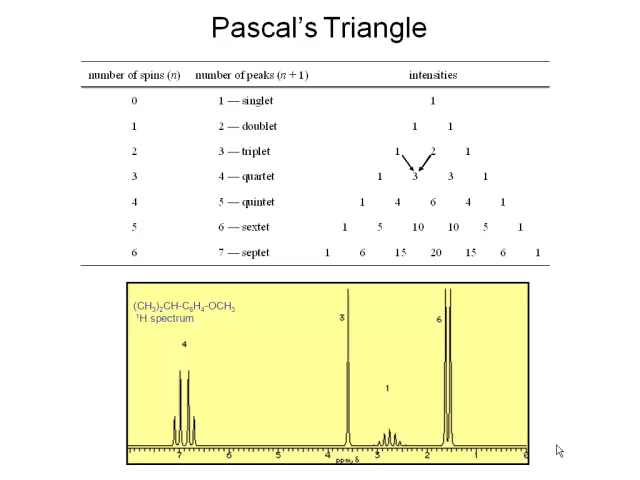 Pascal's Triangle
number of spins (n) number of peaks (n + 1) intensities
0 1 — singlet 1
1 2 — doublet 1 1
2 3 — triplet 1 2 1
3 4 — quartet 1 3 3 1
4 5 — quintet 1 4 6 4 1
5 6 — sextet 1 5 10 10 5 1
6 7 — septet 1 6 15 20 15 6 1
(CH3)2CH-C6H4-OCH3
1H spectrum
3 6
4
1
7 6 5 4 3 2 1 0
ppm, δ